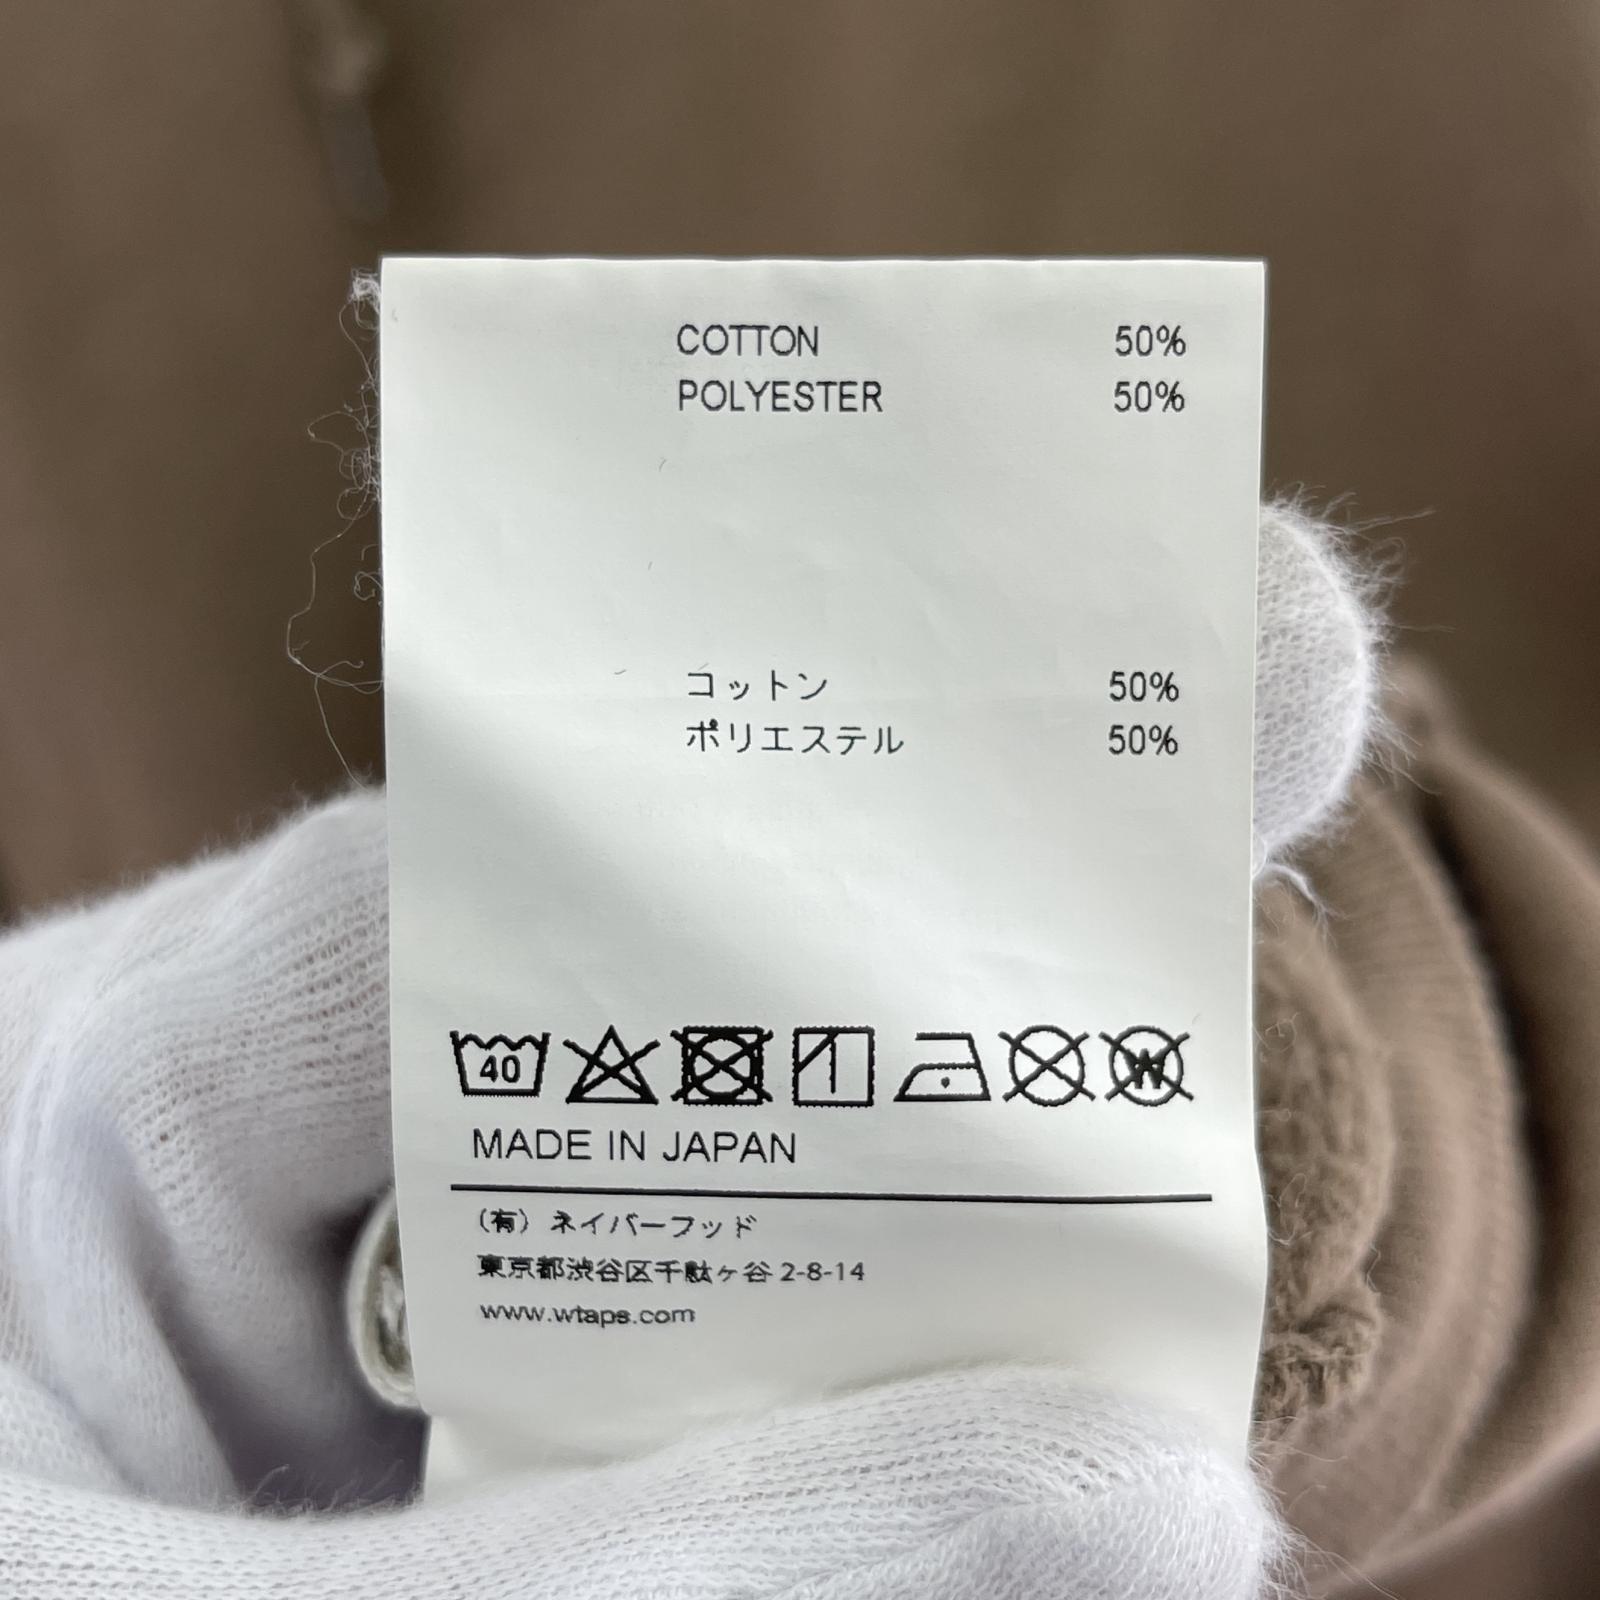 COTTON 50%
POLYESTER 50%
コットン 50%
ポリエステル 50%
40 W
MADE IN JAPAN
(有) ネイバーフッド
東京都渋谷区千駄ヶ谷 2-8-14
www.wtaps.com